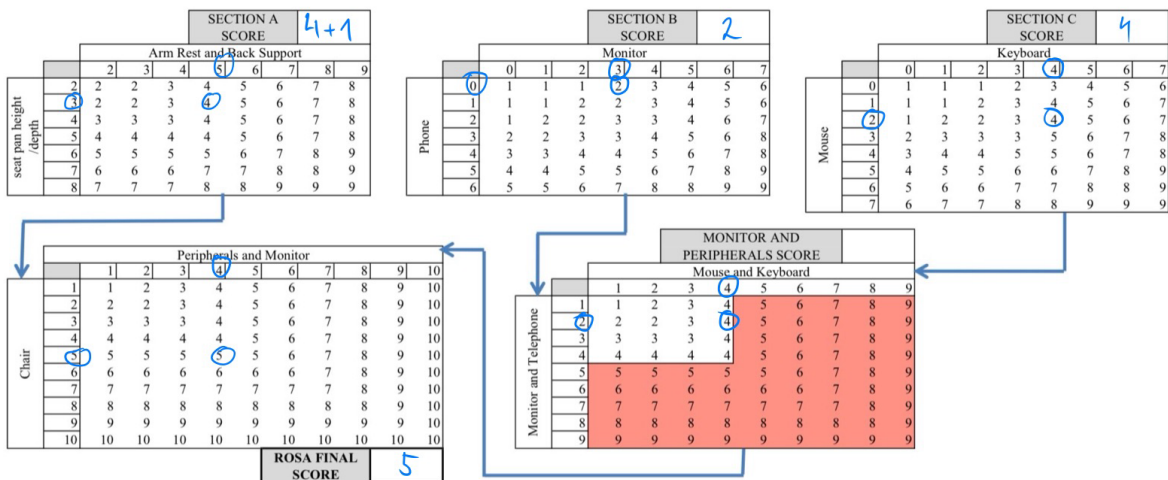 SECTION A SCORE 4+1
Arm Rest and Back Support
2 3 4 5 6 7 8 9
seat pan height /depth
2 2 2 3 4 5 6 7 8
3 2 2 3 4 5 6 7 8
4 3 3 3 4 5 6 7 8
5 4 4 4 4 5 6 7 8
6 5 5 5 5 6 7 8 9
7 6 6 6 7 7 8 8 9
8 7 7 7 8 8 9 9 9
SECTION B SCORE 2
Monitor
0 1 2 3 4 5 6 7
Phone
0 1 1 1 2 3 4 5 6
1 1 1 2 2 3 4 5 6
2 1 2 2 3 3 4 6 7
3 2 2 3 3 4 5 6 8
4 3 3 4 4 5 6 7 8
5 4 4 5 5 6 7 8 9
6 5 5 6 7 8 8 9 9
SECTION C SCORE 4
Keyboard
0 1 2 3 4 5 6 7
Mouse
0 1 1 1 2 3 4 5 6
1 1 1 2 3 4 5 6 7
2 1 2 2 3 4 5 6 7
3 2 3 3 3 5 6 7 8
4 3 4 4 5 5 6 7 8
5 4 5 5 6 6 7 8 9
6 5 6 6 7 7 8 8 9
7 6 7 7 8 8 9 9 9
Peripherals and Monitor
1 2 3 4 5 6 7 8 9 10
Chair
1 1 2 3 4 5 6 7 8 9 10
2 2 2 3 4 5 6 7 8 9 10
3 3 3 3 4 5 6 7 8 9 10
4 4 4 4 4 5 6 7 8 9 10
5 5 5 5 5 5 6 7 8 9 10
6 6 6 6 6 6 6 7 8 9 10
7 7 7 7 7 7 7 7 8 9 10
8 8 8 8 8 8 8 8 8 9 10
9 9 9 9 9 9 9 9 9 9 10
10 10 10 10 10 10 10 10 10 10 10
ROSA FINAL SCORE 5
MONITOR AND PERIPHERALS SCORE
Mouse and Keyboard
1 2 3 4 5 6 7 8 9
Monitor and Telephone
1 1 2 3 4 5 6 7 8 9
2 2 2 3 4 5 6 7 8 9
3 3 3 3 4 5 6 7 8 9
4 4 4 4 4 5 6 7 8 9
5 5 5 5 5 5 6 7 8 9
6 6 6 6 6 6 6 7 8 9
7 7 7 7 7 7 7 7 8 9
8 8 8 8 8 8 8 8 8 9
9 9 9 9 9 9 9 9 9 9